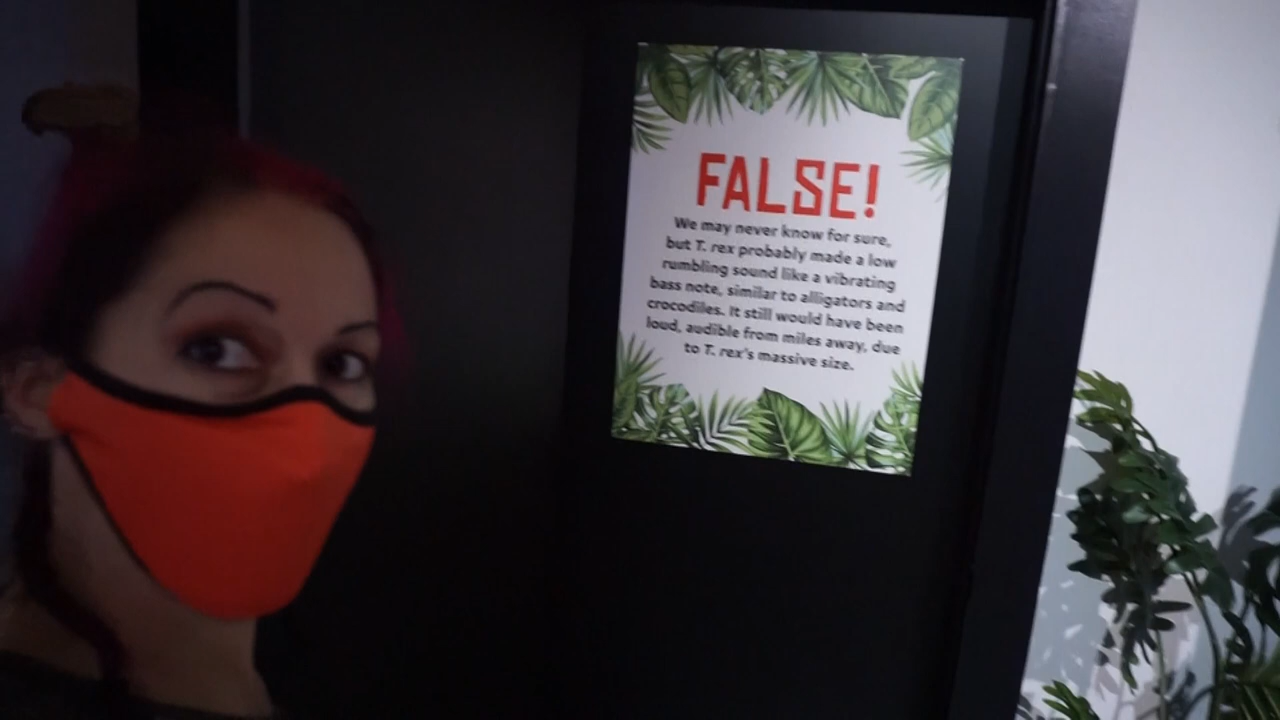 FALSE!
We may never know for sure,
but T. rex probably made a low
rumbling sound like a vibrating
bass note, similar to alligators and
crocodiles. It still would have been
loud, audible from miles away, due
to T. rex's massive size.